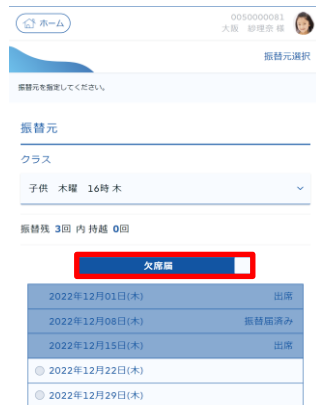 ホーム
0050000081
大阪 紗理奈 様
振替元選択
振替元を指定してください。
振替元
クラス
子供 木曜 16時 木
振替残 3回 内 持越 0回
欠席届
2022年12月01日(木) 出席
2022年12月08日(木) 振替届済み
2022年12月15日(木) 出席
2022年12月22日(木)
2022年12月29日(木)